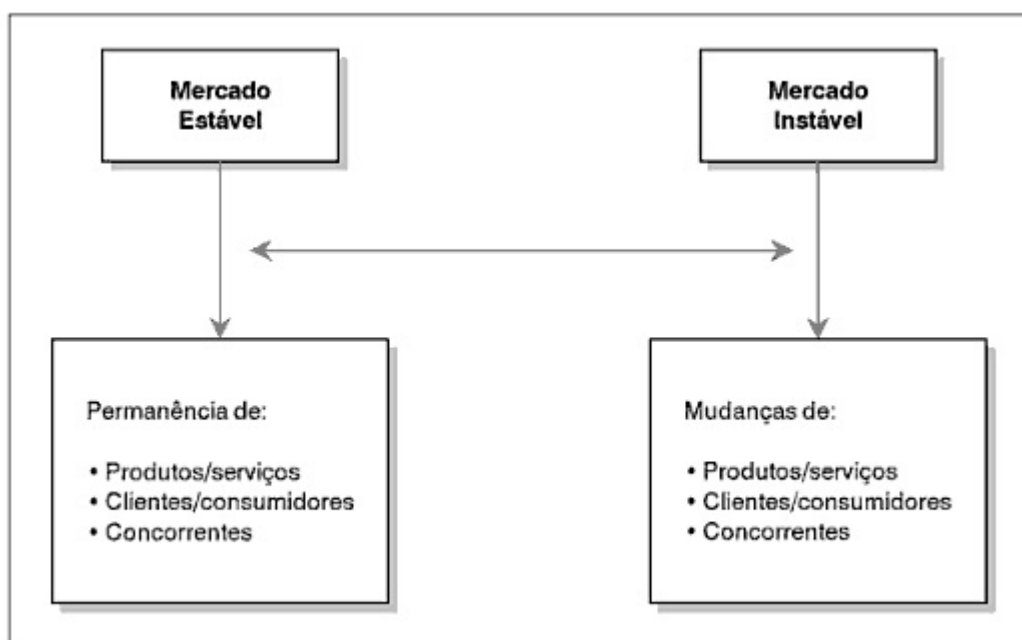 Mercado
Estável
Mercado
Instável
Permanência de:
• Produtos/serviços
• Clientes/consumidores
• Concorrentes
Mudanças de:
• Produtos/serviços
• Clientes/consumidores
• Concorrentes